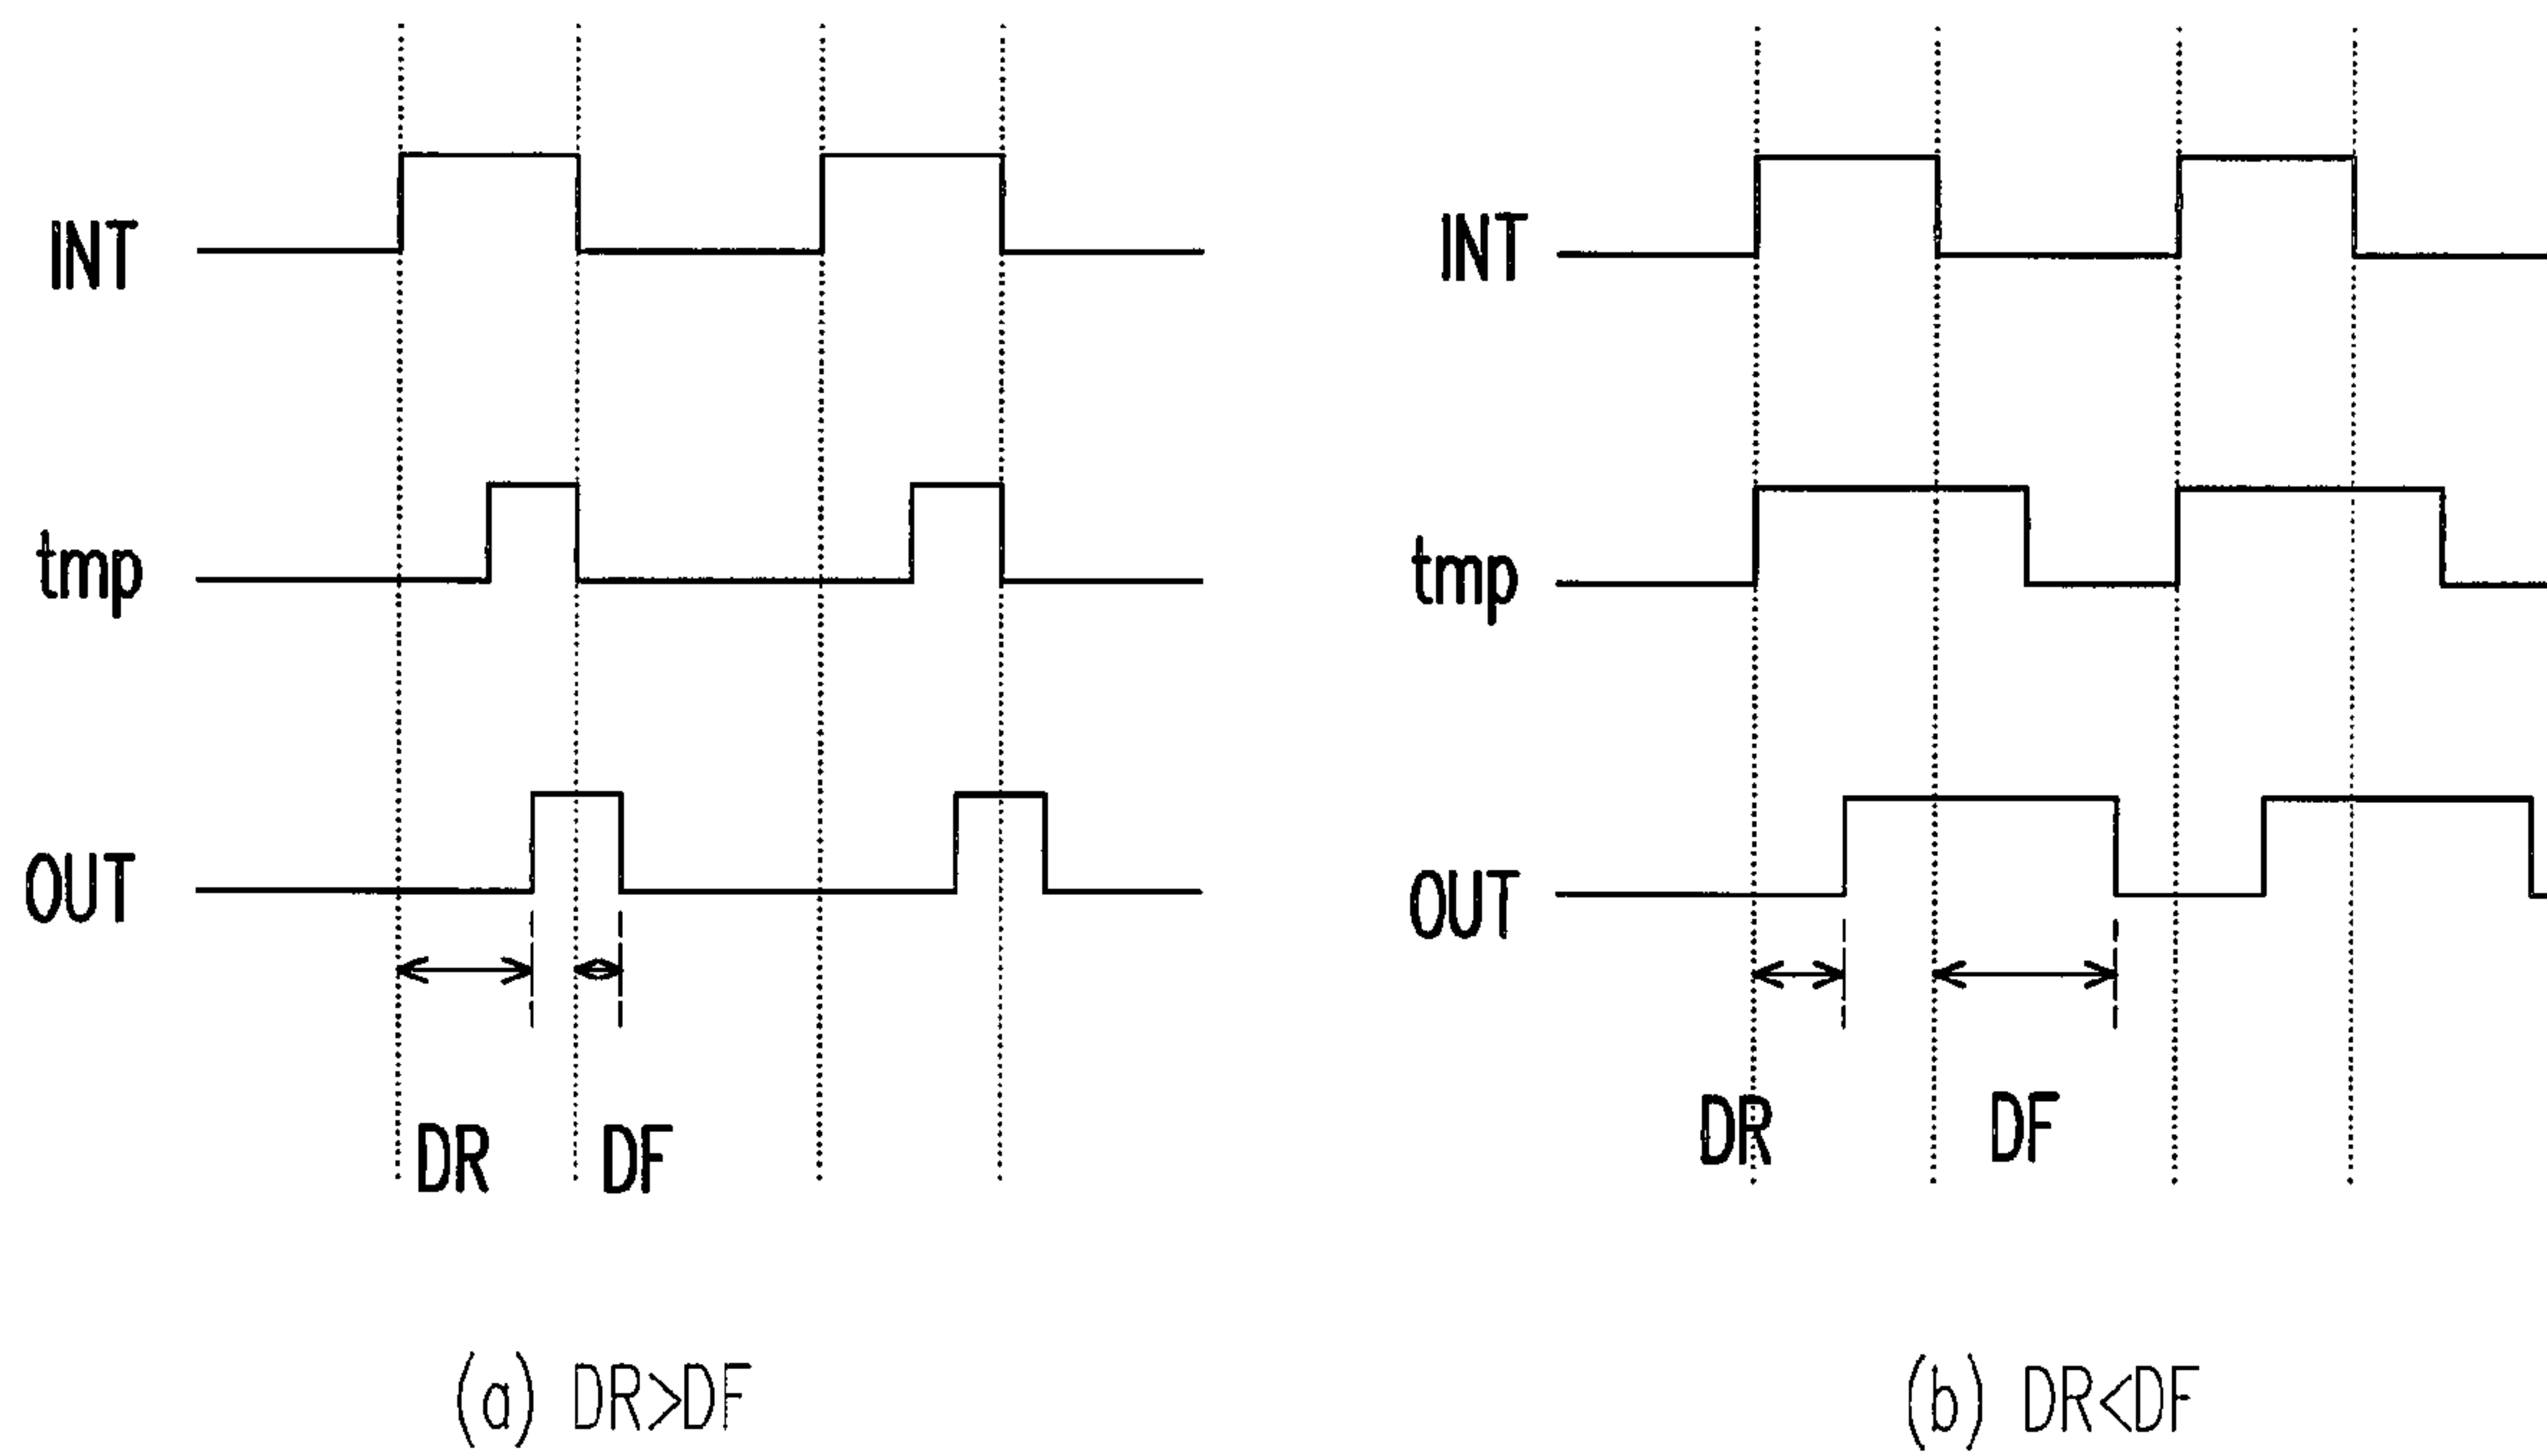 INT
tmp
OUT
DR DF
(a) DR>DF
INT
tmp
OUT
DR DF
(b) DR<DF